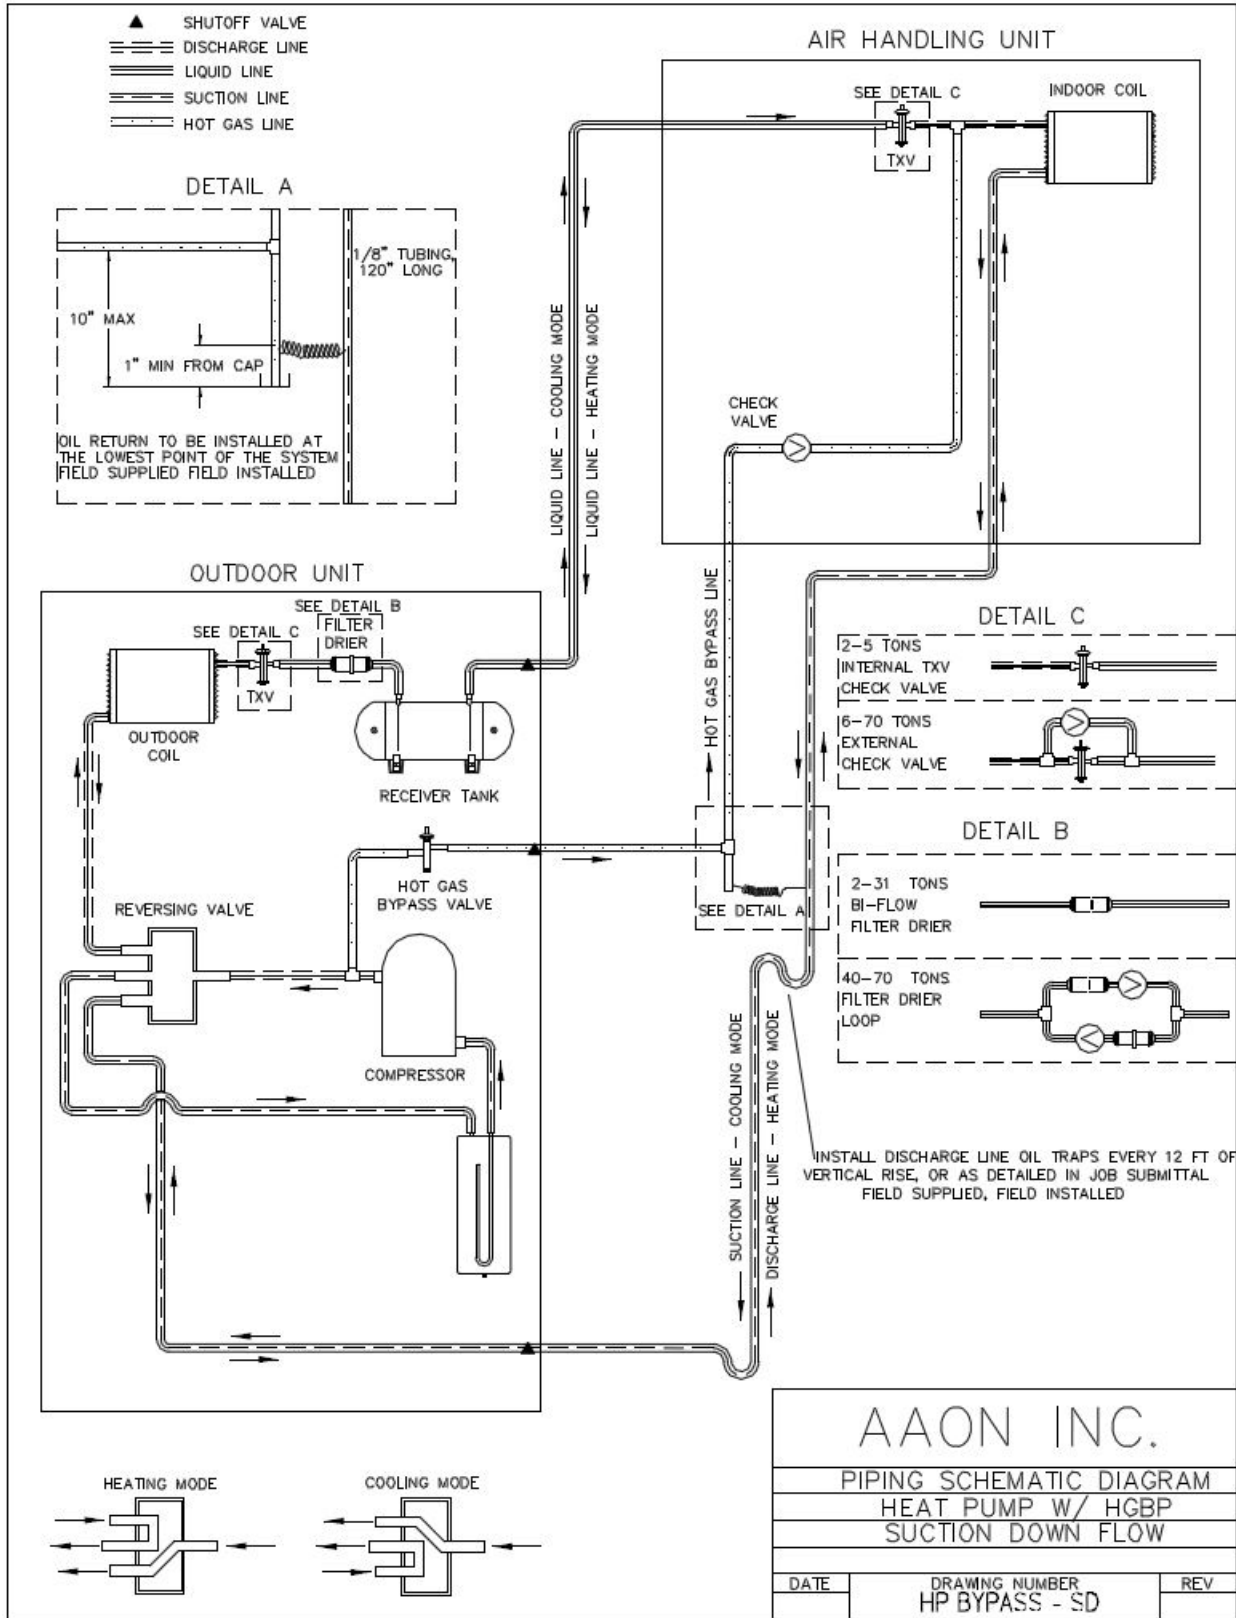 SHUTOFF VALVE
DISCHARGE LINE
LIQUID LINE
SUCTION LINE
HOT GAS LINE
DETAIL A
1/8" TUBING,
120" LONG
10" MAX
1" MIN FROM CAP
OIL RETURN TO BE INSTALLED AT
THE LOWEST POINT OF THE SYSTEM
FIELD SUPPLIED FIELD INSTALLED
AIR HANDLING UNIT
SEE DETAIL C
INDOOR COIL
TXV
CHECK
VALVE
LIQUID LINE - COOLING MODE
LIQUID LINE - HEATING MODE
HOT GAS BYPASS LINE
OUTDOOR UNIT
SEE DETAIL B
FILTER
DRIER
SEE DETAIL C
TXV
OUTDOOR
COIL
RECEIVER TANK
HOT GAS
BYPASS VALVE
REVERSING VALVE
COMPRESSOR
SEE DETAIL A
SUCTION LINE - COOLING MODE
DISCHARGE LINE - HEATING MODE
DETAIL C
2-5 TONS
INTERNAL TXV
CHECK VALVE
6-70 TONS
EXTERNAL
CHECK VALVE
DETAIL B
2-31 TONS
BI-FLOW
FILTER DRIER
40-70 TONS
FILTER DRIER
LOOP
INSTALL DISCHARGE LINE OIL TRAPS EVERY 12 FT OF
VERTICAL RISE, OR AS DETAILED IN JOB SUBMITTAL
FIELD SUPPLIED, FIELD INSTALLED
HEATING MODE
COOLING MODE
AAON INC.
PIPING SCHEMATIC DIAGRAM
HEAT PUMP W/ HGBP
SUCTION DOWN FLOW
DATE
DRAWING NUMBER
HP BYPASS - SD
REV